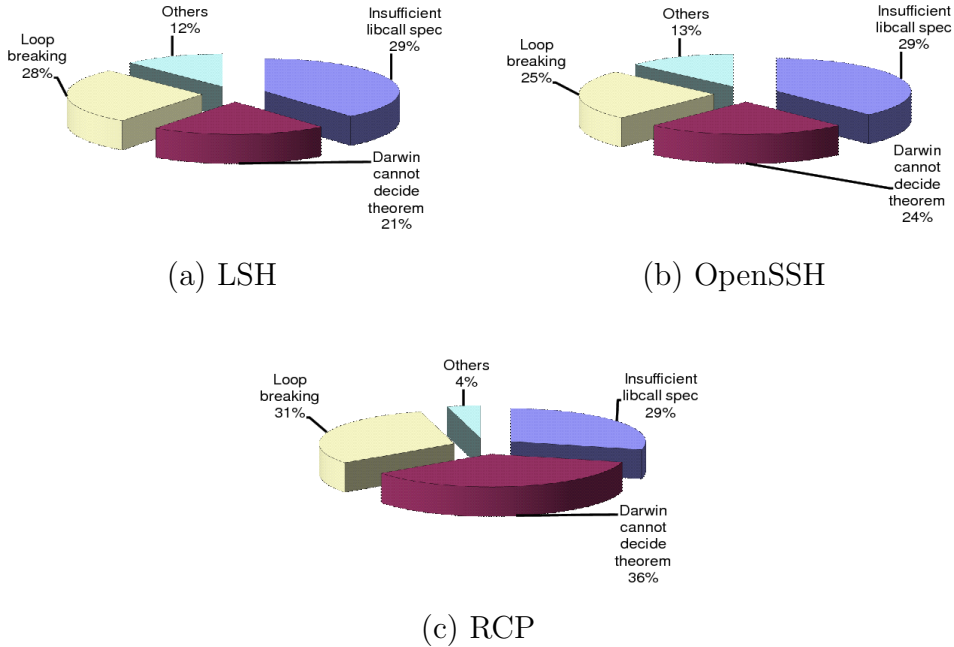 Others
12%
Insufficient
libcall spec
29%
Loop
breaking
28%
Darwin
cannot
decide
theorem
21%
(a) LSH
Others
13%
Insufficient
libcall spec
29%
Loop
breaking
25%
Darwin
cannot
decide
theorem
24%
(b) OpenSSH
Others
4%
Insufficient
libcall spec
29%
Loop
breaking
31%
Darwin
cannot
decide
theorem
36%
(c) RCP